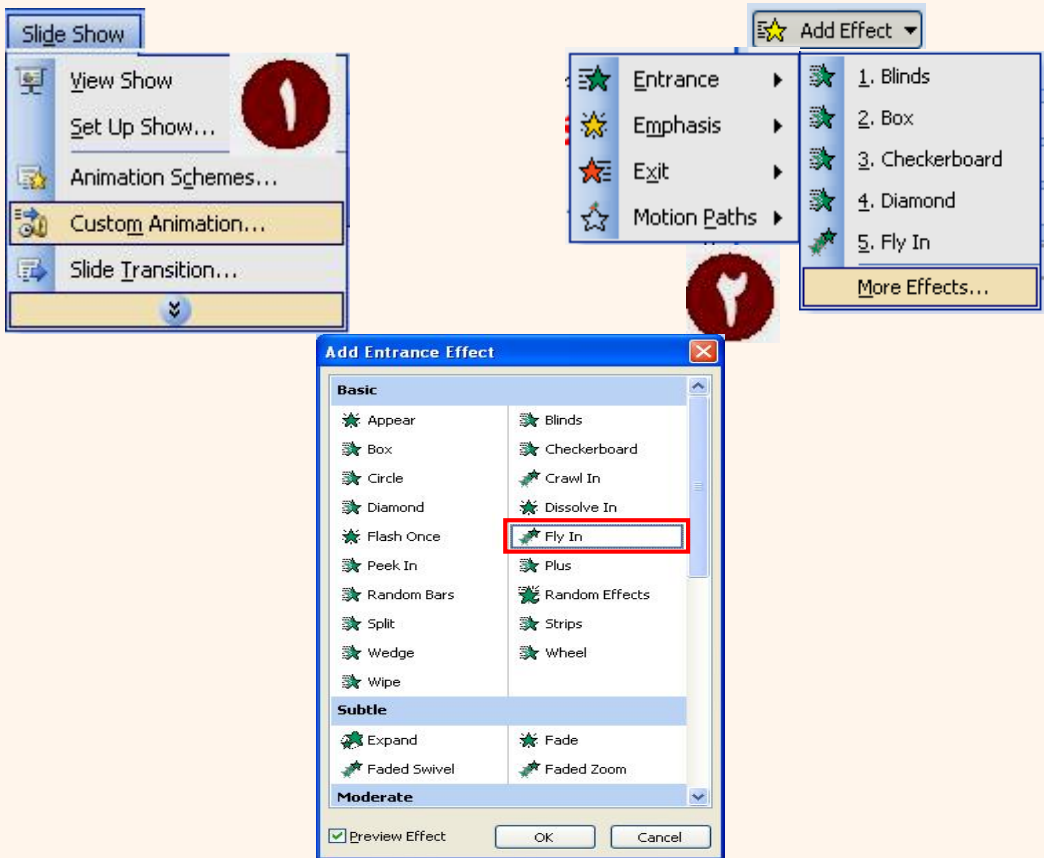 Slide Show
View Show
Set Up Show...
Animation Schemes...
Custom Animation...
Slide Transition...
١
Add Effect
Entrance
Emphasis
Exit
Motion Paths
1. Blinds
2. Box
3. Checkerboard
4. Diamond
5. Fly In
More Effects...
٢
Add Entrance Effect
Basic
Appear Blinds
Box Checkerboard
Circle Crawl In
Diamond Dissolve In
Flash Once Fly In
Peek In Plus
Random Bars Random Effects
Split Strips
Wedge Wheel
Wipe
Subtle
Expand Fade
Faded Swivel Faded Zoom
Moderate
Preview Effect OK Cancel